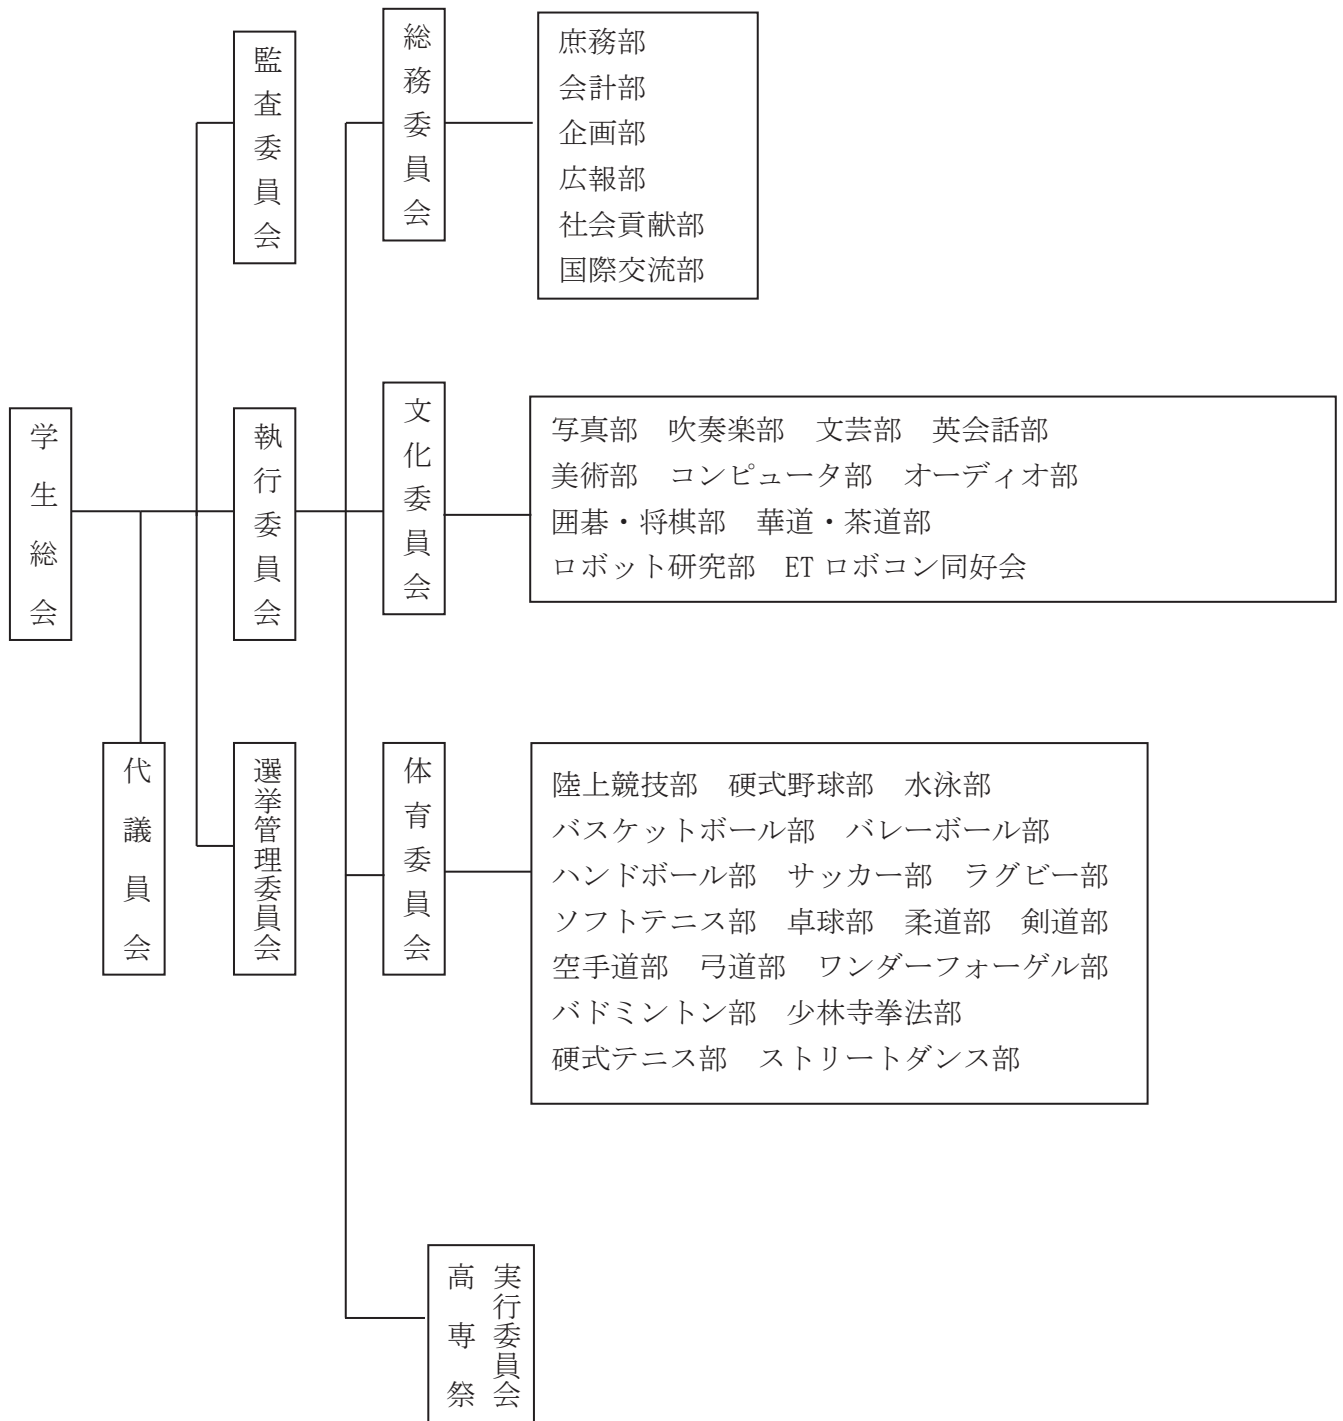 学生総会
代議員会
監査委員会
執行委員会
選挙管理委員会
総務委員会
庶務部
会計部
企画部
広報部
社会貢献部
国際交流部
文化委員会
写真部　吹奏楽部　文芸部　英会話部
美術部　コンピュータ部　オーディオ部
囲碁・将棋部　華道・茶道部
ロボット研究部　ET ロボコン同好会
体育委員会
陸上競技部　硬式野球部　水泳部
バスケットボール部　バレーボール部
ハンドボール部　サッカー部　ラグビー部
ソフトテニス部　卓球部　柔道部　剣道部
空手道部　弓道部　ワンダーフォーゲル部
バドミントン部　少林寺拳法部
硬式テニス部　ストリートダンス部
高専祭
実行委員会